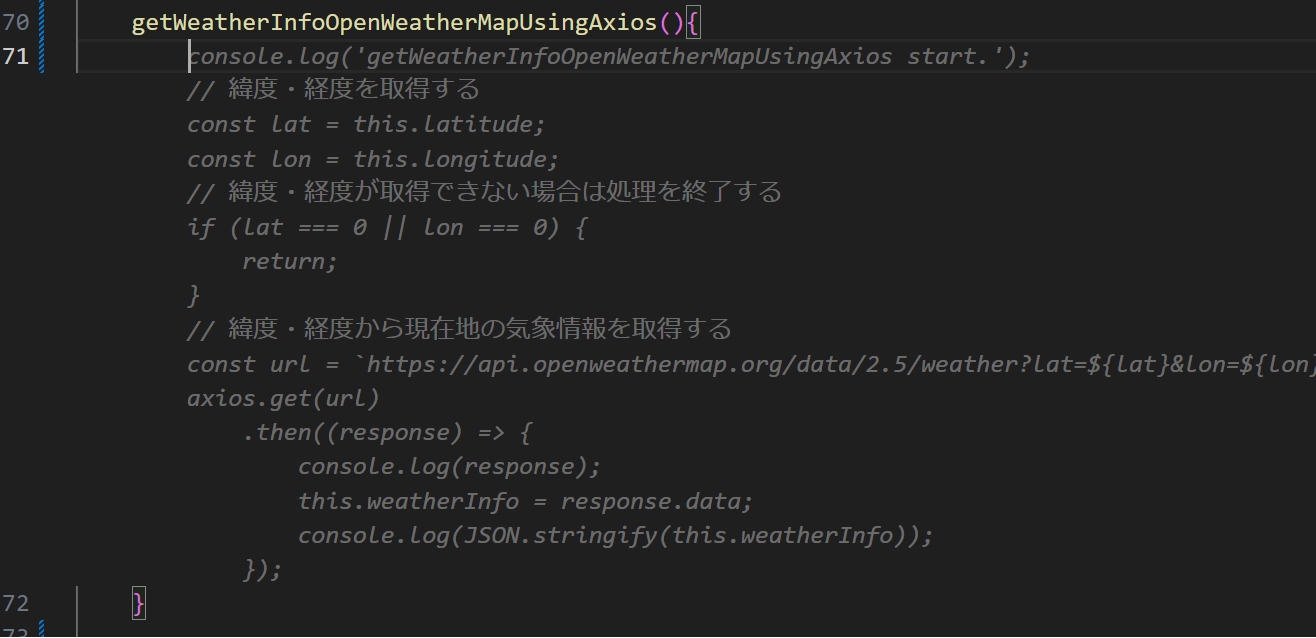 70 getWeatherInfoOpenWeatherMapUsingAxios(){
71 console.log('getWeatherInfoOpenWeatherMapUsingAxios start.');
// 緯度・経度を取得する
const lat = this.latitude;
const lon = this.longitude;
// 緯度・経度が取得できない場合は処理を終了する
if (lat === 0 || lon === 0) {
return;
}
// 緯度・経度から現在地の気象情報を取得する
const url = `https://api.openweathermap.org/data/2.5/weather?lat=${lat}&lon=${lon}
axios.get(url)
.then((response) => {
console.log(response);
this.weatherInfo = response.data;
console.log(JSON.stringify(this.weatherInfo));
});
72 }
73